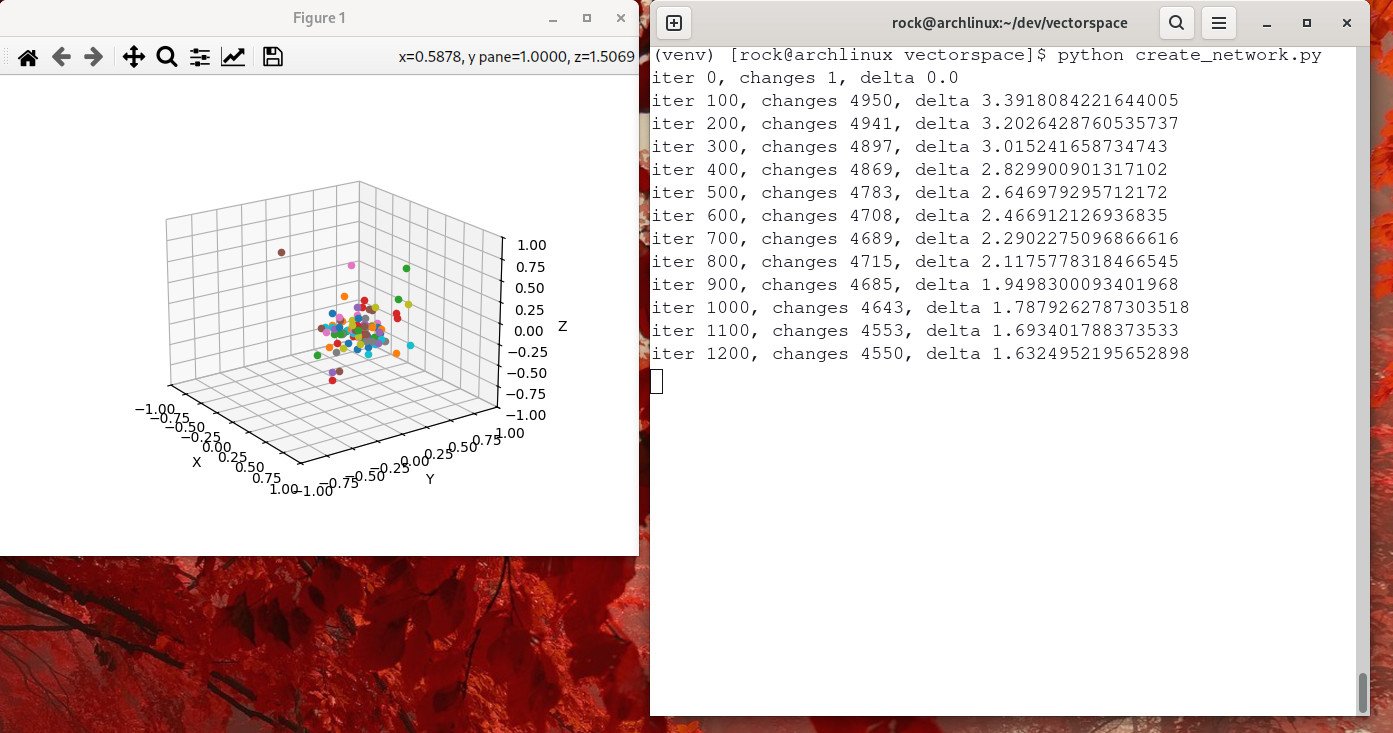 Figure 1
x=0.5878, y pane=1.0000, z=1.5069
1.00
0.75
0.50
0.25
0.00
−0.25
−0.50
−0.75
−1.00
Z
−1.00
−0.75
−0.50
−0.25
0.00
0.25
0.50
0.75
1.00
X
−1.00
−0.75
−0.50
−0.25
0.00
0.25
0.50
0.75
1.00
Y
rock@archlinux:~/dev/vectorspace
(venv) [rock@archlinux vectorspace]$ python create_network.py
iter 0, changes 1, delta 0.0
iter 100, changes 4950, delta 3.3918084221644005
iter 200, changes 4941, delta 3.2026428760535737
iter 300, changes 4897, delta 3.015241658734743
iter 400, changes 4869, delta 2.829900901317102
iter 500, changes 4783, delta 2.646979295712172
iter 600, changes 4708, delta 2.466912126936835
iter 700, changes 4689, delta 2.2902275096866616
iter 800, changes 4715, delta 2.1175778318466545
iter 900, changes 4685, delta 1.9498300093401968
iter 1000, changes 4643, delta 1.7879262787303518
iter 1100, changes 4553, delta 1.693401788373533
iter 1200, changes 4550, delta 1.6324952195652898